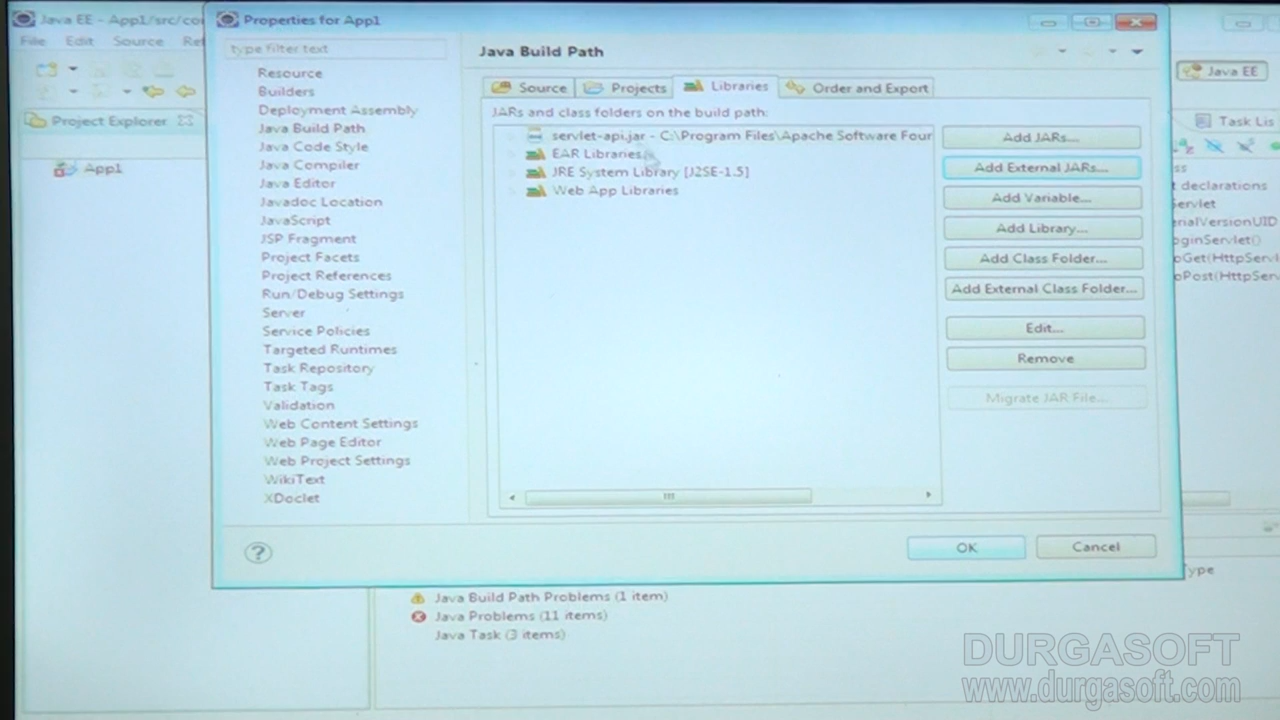 Java EE - App1/src/co
Properties for App1
File Edit Source Ref
type filter text
Java Build Path
Java EE
Resource
Builders
Deployment Assembly
Java Build Path
Java Code Style
Java Compiler
Java Editor
Javadoc Location
JavaScript
JSP Fragment
Project Facets
Project References
Run/Debug Settings
Server
Service Policies
Targeted Runtimes
Task Repository
Task Tags
Validation
Web Content Settings
Web Page Editor
Web Project Settings
WikiText
XDoclet
Source Projects Libraries Order and Export
JARs and class folders on the build path:
servlet-api.jar - C:\Program Files\Apache Software Four
EAR Libraries
JRE System Library [J2SE-1.5]
Web App Libraries
Add JARs...
Add External JARs...
Add Variable...
Add Library...
Add Class Folder...
Add External Class Folder...
Edit...
Remove
Migrate JAR File...
OK Cancel
Project Explorer
App1
Task Lis
ss
t declarations
Servlet
erialVersionUID
oginServlet()
oGet(HttpServl
oPost(HttpServ
Type
Java Build Path Problems (1 item)
Java Problems (11 items)
Java Task (3 items)
DURGASOFT
www.durgasoft.com